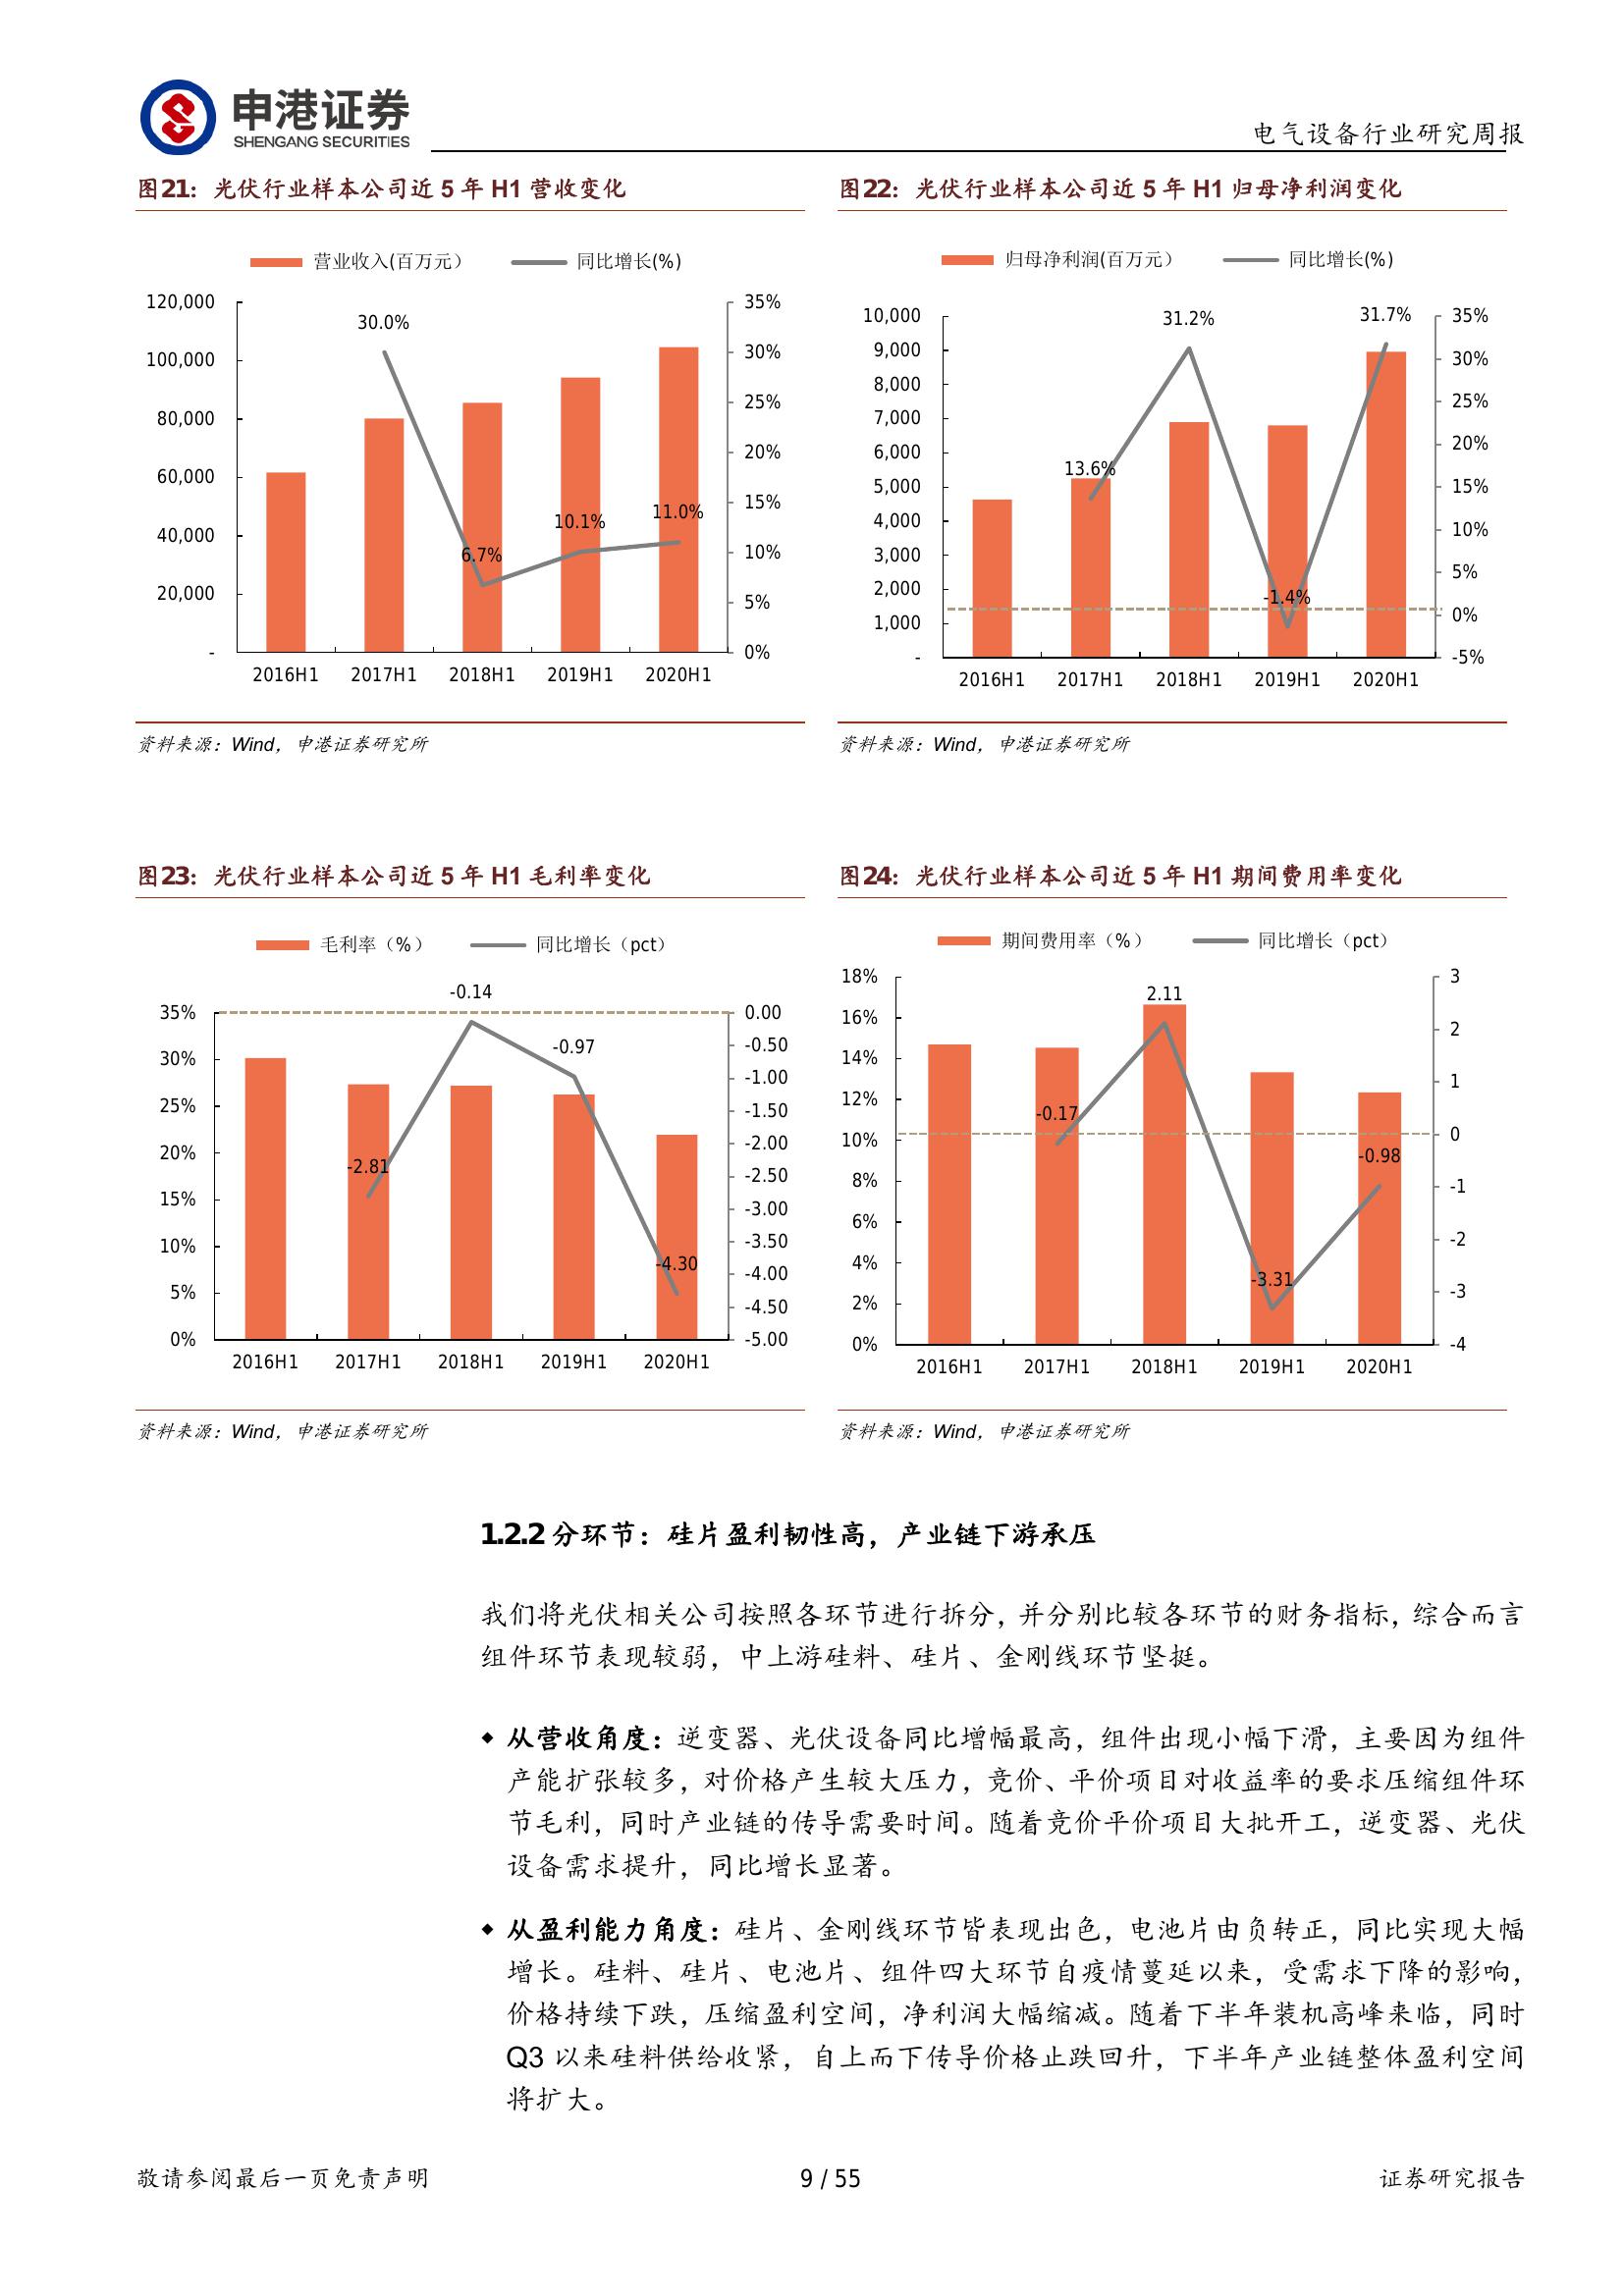 申港证券
SHENGANG SECURITIES
电气设备行业研究周报
图21：光伏行业样本公司近 5 年 H1 营收变化
营业收入(百万元） 同比增长(%)
120,000
100,000
80,000
60,000
40,000
20,000
-
35%
30%
25%
20%
15%
10%
5%
0%
30.0%
6.7%
10.1%
11.0%
2016H1 2017H1 2018H1 2019H1 2020H1
资料来源：Wind，申港证券研究所
图22：光伏行业样本公司近 5 年 H1 归母净利润变化
归母净利润(百万元） 同比增长(%)
10,000
9,000
8,000
7,000
6,000
5,000
4,000
3,000
2,000
1,000
-
35%
30%
25%
20%
15%
10%
5%
0%
-5%
13.6%
31.2%
-1.4%
31.7%
2016H1 2017H1 2018H1 2019H1 2020H1
资料来源：Wind，申港证券研究所
图23：光伏行业样本公司近 5 年 H1 毛利率变化
毛利率（%） 同比增长（pct）
35%
30%
25%
20%
15%
10%
5%
0%
0.00
-0.50
-1.00
-1.50
-2.00
-2.50
-3.00
-3.50
-4.00
-4.50
-5.00
-2.81
-0.14
-0.97
-4.30
2016H1 2017H1 2018H1 2019H1 2020H1
资料来源：Wind，申港证券研究所
图24：光伏行业样本公司近 5 年 H1 期间费用率变化
期间费用率（%） 同比增长（pct）
18%
16%
14%
12%
10%
8%
6%
4%
2%
0%
3
2
1
0
-1
-2
-3
-4
-0.17
2.11
-3.31
-0.98
2016H1 2017H1 2018H1 2019H1 2020H1
资料来源：Wind，申港证券研究所
1.2.2 分环节：硅片盈利韧性高，产业链下游承压
我们将光伏相关公司按照各环节进行拆分，并分别比较各环节的财务指标，综合而言
组件环节表现较弱，中上游硅料、硅片、金刚线环节坚挺。
◆ 从营收角度：逆变器、光伏设备同比增幅最高，组件出现小幅下滑，主要因为组件
产能扩张较多，对价格产生较大压力，竞价、平价项目对收益率的要求压缩组件环
节毛利，同时产业链的传导需要时间。随着竞价平价项目大批开工，逆变器、光伏
设备需求提升，同比增长显著。
◆ 从盈利能力角度：硅片、金刚线环节皆表现出色，电池片由负转正，同比实现大幅
增长。硅料、硅片、电池片、组件四大环节自疫情蔓延以来，受需求下降的影响，
价格持续下跌，压缩盈利空间，净利润大幅缩减。随着下半年装机高峰来临，同时
Q3 以来硅料供给收紧，自上而下传导价格止跌回升，下半年产业链整体盈利空间
将扩大。
敬请参阅最后一页免责声明
9 / 55
证券研究报告